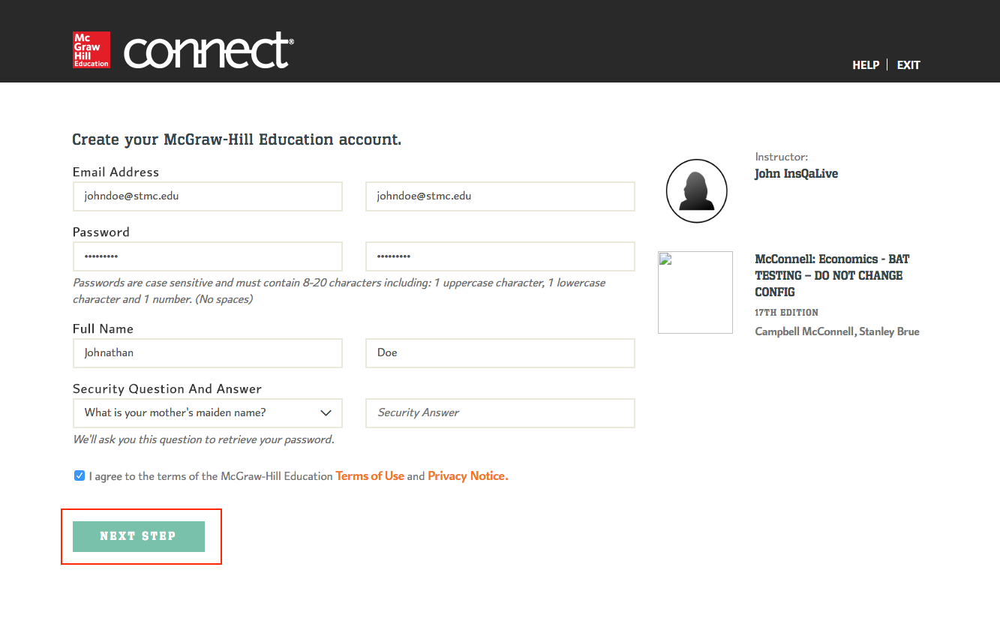 Mc
Graw
Hill
Education
connect®
HELP | EXIT
Create your McGraw-Hill Education account.
Email Address
johndoe@stmc.edu
johndoe@stmc.edu
Password
•••••••••
•••••••••
Passwords are case sensitive and must contain 8-20 characters including: 1 uppercase character, 1 lowercase
character and 1 number. (No spaces)
Full Name
Johnathan
Doe
Security Question And Answer
What is your mother's maiden name?
Security Answer
We'll ask you this question to retrieve your password.
I agree to the terms of the McGraw-Hill Education Terms of Use and Privacy Notice.
NEXT STEP
Instructor:
John InsQaLive
McConnell: Economics - BAT
TESTING – DO NOT CHANGE
CONFIG
17TH EDITION
Campbell McConnell, Stanley Brue